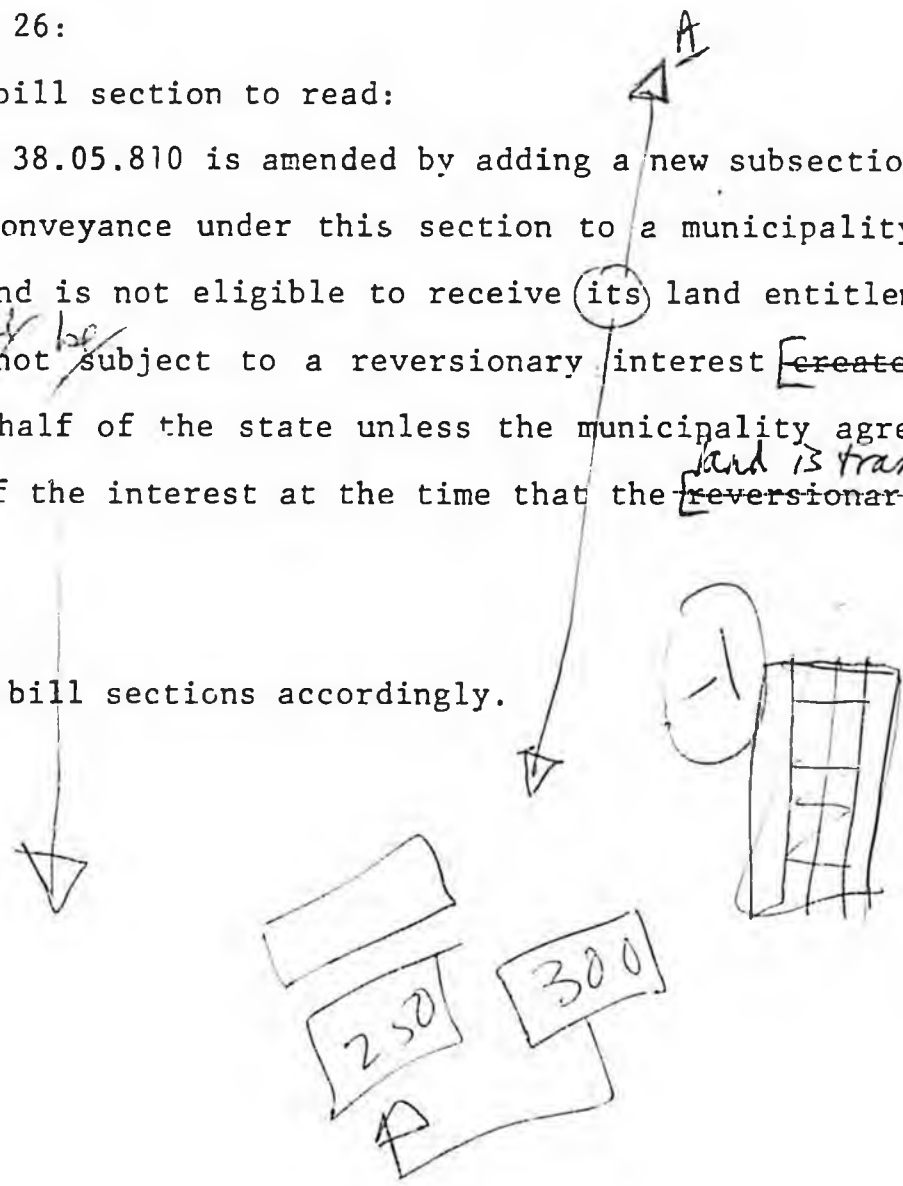 26:
A
bill section to read:
38.05.810 is amended by adding a new subsectio
onveyance under this section to a municipality
nd is not eligible to receive its land entitle
be
not subject to a reversionary interest [create
half of the state unless the municipality agre
land is tran
f the interest at the time that the [reversionar
bill sections accordingly.
250
300